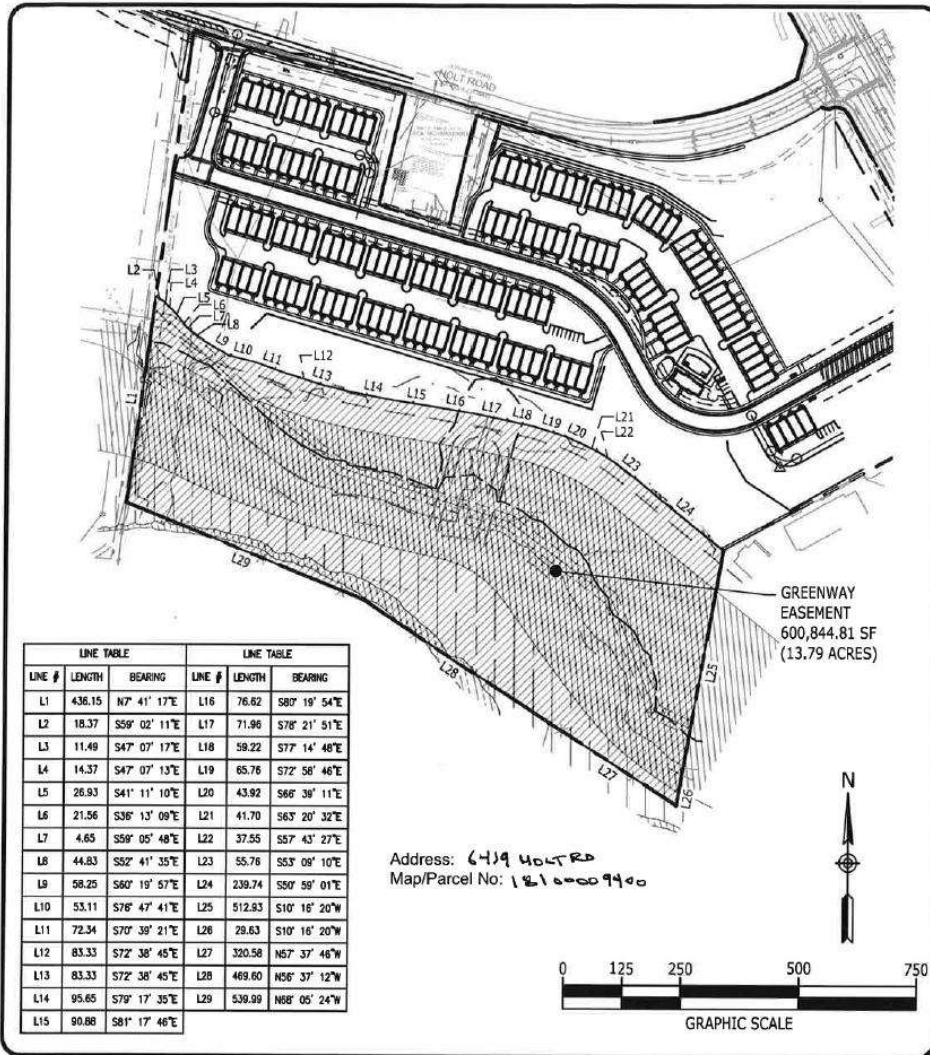 HOLT ROAD
L2
L3
L4
L5
L6
L7
L8
L9
L10
L11
L12
L13
L14
L15
L16
L17
L18
L19
L20
L21
L22
L23
L24
L1
L29
L28
L27
L26
L25
GREENWAY
EASEMENT
600,844.81 SF
(13.79 ACRES)
LINE TABLE LINE TABLE
LINE # LENGTH BEARING LINE # LENGTH BEARING
L1 436.15 N7° 41' 17"E L16 76.62 S80° 19' 54"E
L2 18.37 S59° 02' 11"E L17 71.96 S78° 21' 51"E
L3 11.49 S47° 07' 17"E L18 59.22 S77° 14' 48"E
L4 14.37 S47° 07' 13"E L19 65.76 S72° 58' 46"E
L5 26.93 S41° 11' 10"E L20 43.92 S66° 39' 11"E
L6 21.56 S36° 13' 09"E L21 41.70 S63° 20' 32"E
L7 4.65 S59° 05' 48"E L22 37.55 S57° 43' 27"E
L8 44.83 S52° 41' 35"E L23 55.76 S53° 09' 10"E
L9 58.25 S60° 19' 57"E L24 239.74 S50° 59' 01"E
L10 53.11 S76° 47' 41"E L25 512.93 S10° 16' 20"W
L11 72.34 S70° 39' 21"E L26 29.63 S10° 16' 20"W
L12 83.33 S72° 38' 45"E L27 320.58 N57° 37' 46"W
L13 83.33 S72° 38' 45"E L28 469.60 N56° 37' 12"W
L14 95.65 S79° 17' 35"E L29 539.99 N68° 05' 24"W
L15 90.88 S81° 17' 46"E
Address: 6419 HOLT RD
Map/Parcel No: 18100009400
N
0 125 250 500 750
GRAPHIC SCALE